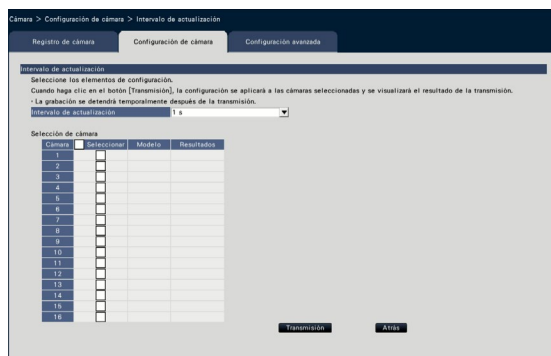 Cámara > Configuración de cámara > Intervalo de actualización
Registro de cámara Configuración de cámara Configuración avanzada
Intervalo de actualización
Seleccione los elementos de configuración.
Cuando haga clic en el botón [Transmisión], la configuración se aplicará a las cámaras seleccionadas y se visualizará el resultado de la transmisión.
· La grabación se detendrá temporalmente después de la transmisión.
Intervalo de actualización 1 s
Selección de cámara
Cámara Seleccionar Modelo Resultados
1
2
3
4
5
6
7
8
9
10
11
12
13
14
15
16
Transmisión Atrás